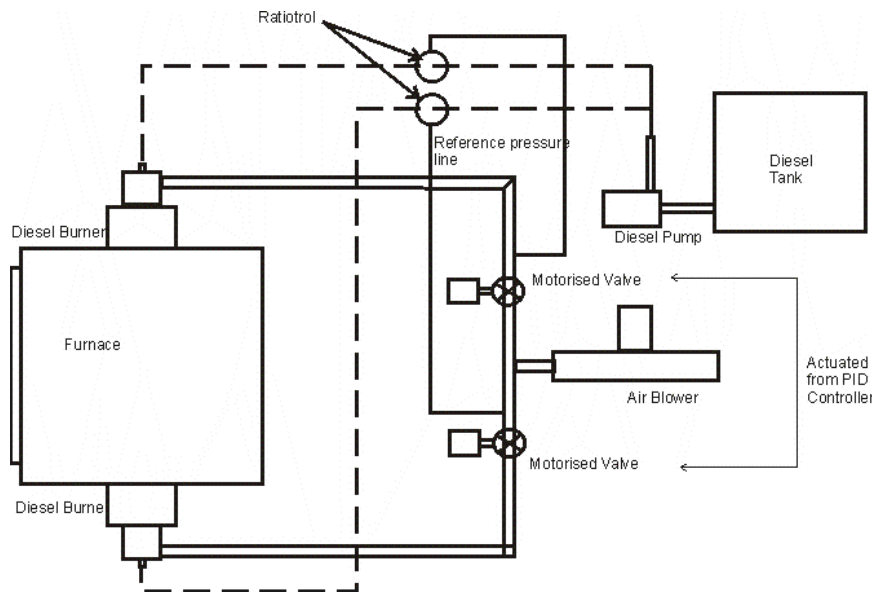 Ratiotrol
Reference pressure
line
Diesel
Tank
Diesel Burner
Diesel Pump
Motorised Valve
Furnace
Actuated
from PID
Controller
Air Blower
Motorised Valve
Diesel Burne